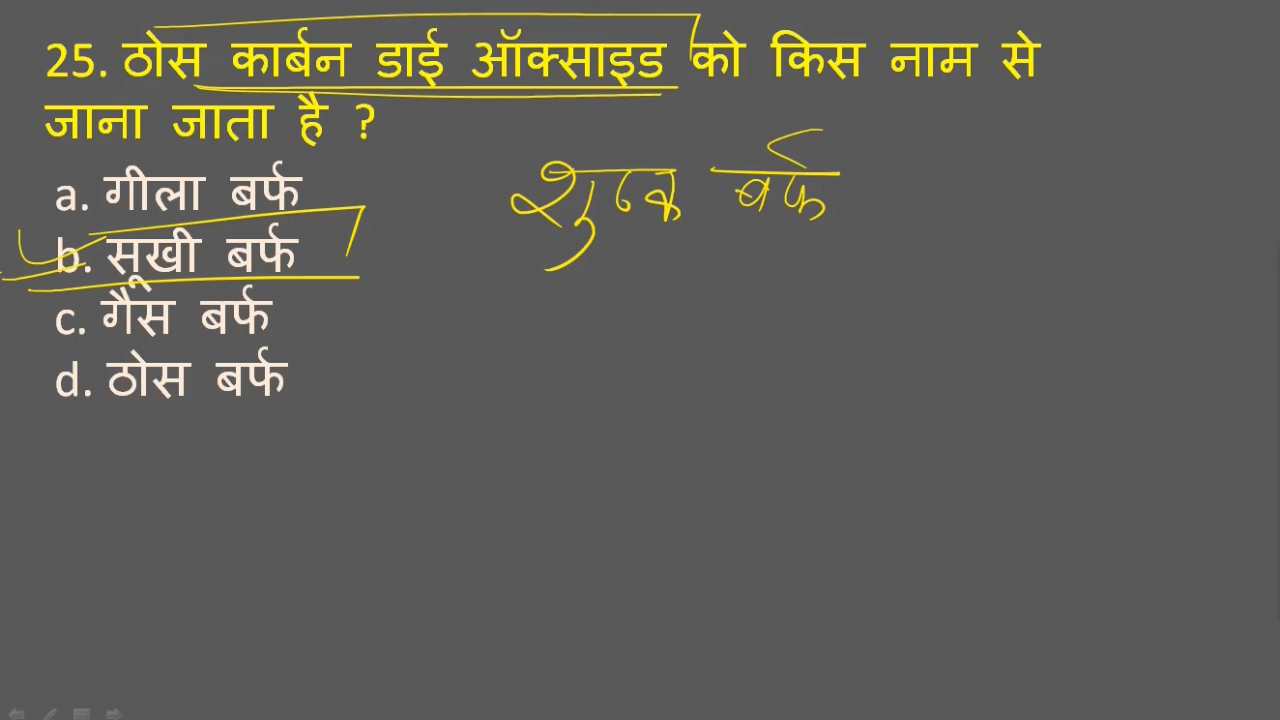 25. ठोस कार्बन डाई ऑक्साइड को किस नाम से
जाना जाता है ?
a. गीला बर्फ
b. सूखी बर्फ
c. गैस बर्फ
d. ठोस बर्फ
शुष्क बर्फ